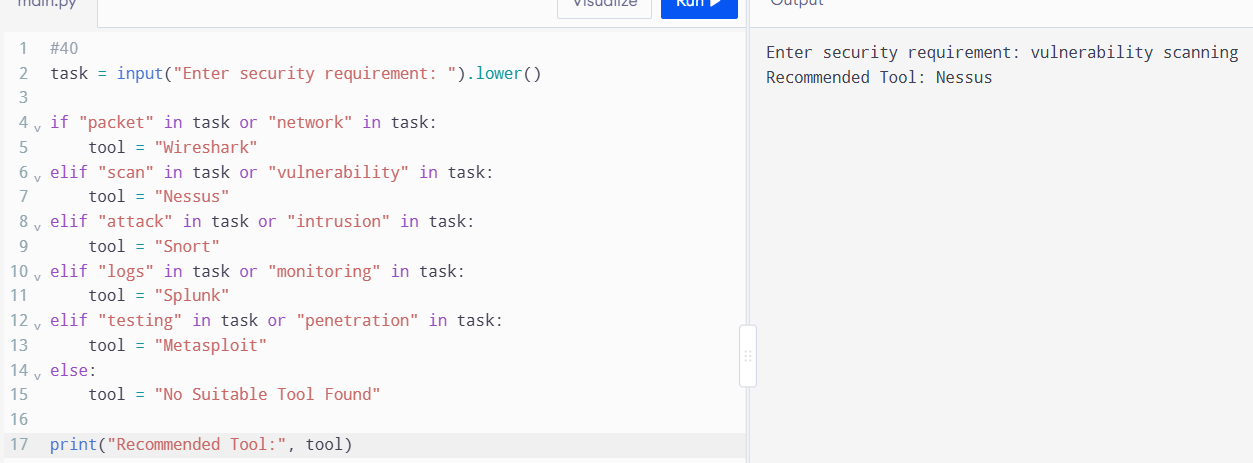 main.py
Visualize
Run
Output
1 #40
2 task = input("Enter security requirement: ").lower()
3
4 if "packet" in task or "network" in task:
5     tool = "Wireshark"
6 elif "scan" in task or "vulnerability" in task:
7     tool = "Nessus"
8 elif "attack" in task or "intrusion" in task:
9     tool = "Snort"
10 elif "logs" in task or "monitoring" in task:
11     tool = "Splunk"
12 elif "testing" in task or "penetration" in task:
13     tool = "Metasploit"
14 else:
15     tool = "No Suitable Tool Found"
16
17 print("Recommended Tool:", tool)
Enter security requirement: vulnerability scanning
Recommended Tool: Nessus